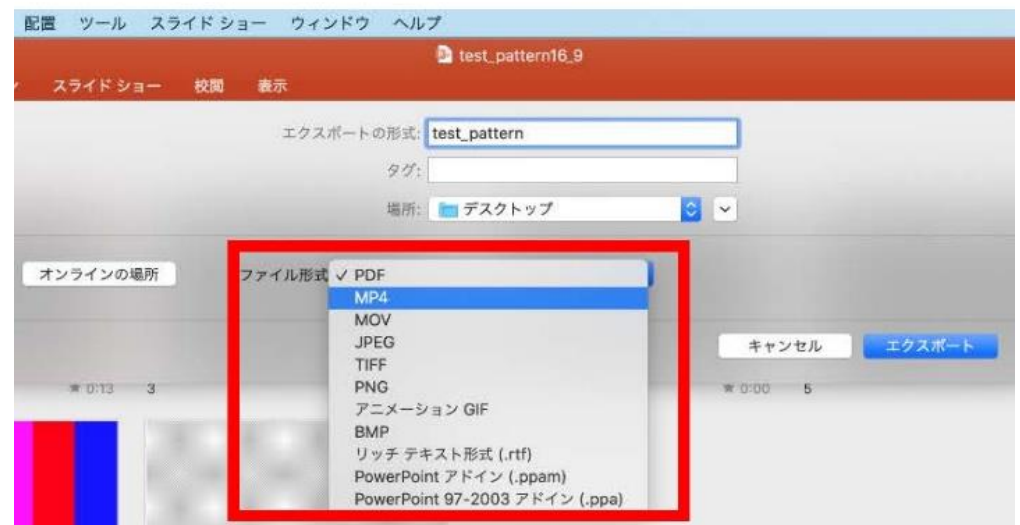 配置 ツール スライド ショー ウィンドウ ヘルプ
test_pattern16_9
スライド ショー 校閲 表示
エクスポートの形式: test_pattern
タグ:
場所: デスクトップ
オンラインの場所 ファイル形式 ✓ PDF
MP4
MOV
JPEG
TIFF
PNG
アニメーション GIF
BMP
リッチ テキスト形式 (.rtf)
PowerPoint アドイン (.ppam)
PowerPoint 97-2003 アドイン (.ppa)
キャンセル エクスポート
★ 0:13 3
★ 0:00 5